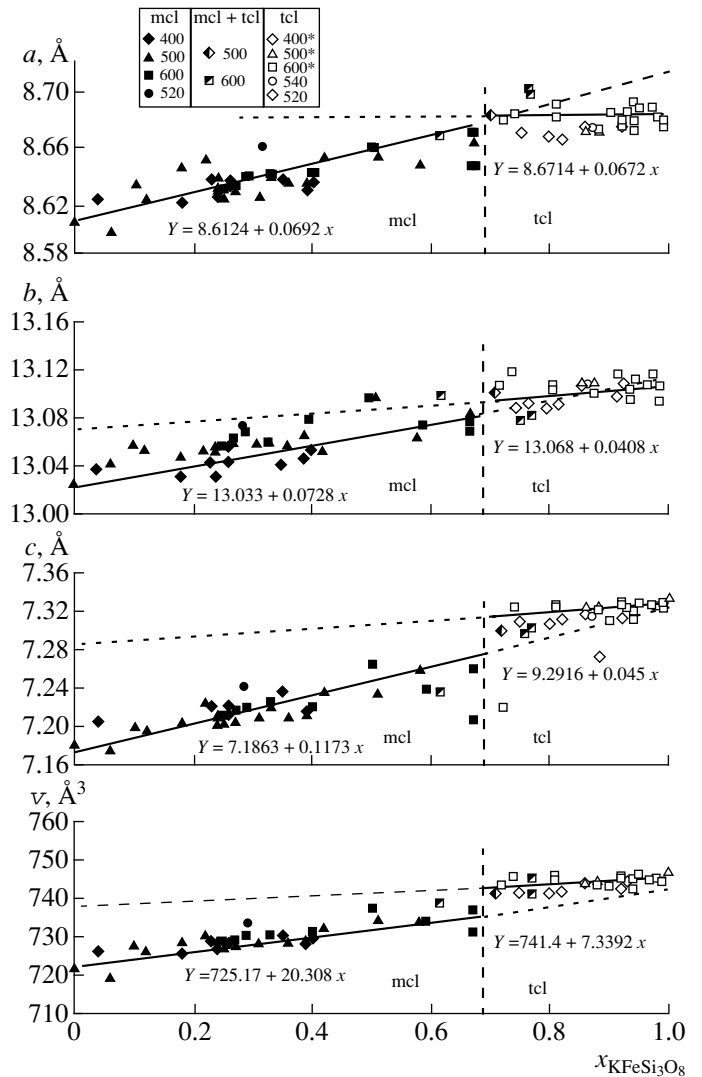 mcl mcl + tcl tcl
400 400*
500 500 500*
600 600 600*
520 540
520
a, Å
8.70
8.66
8.62
8.58
Y = 8.6714 + 0.0672 x
Y = 8.6124 + 0.0692 x
mcl tcl
b, Å
13.16
13.12
13.08
13.04
13.00
Y = 13.068 + 0.0408 x
Y = 13.033 + 0.0728 x
mcl tcl
c, Å
7.36
7.32
7.28
7.24
7.20
7.16
Y = 9.2916 + 0.045 x
Y = 7.1863 + 0.1173 x
mcl tcl
v, Å³
760
750
740
730
720
710
Y =741.4 + 7.3392 x
Y =725.17 + 20.308 x
mcl tcl
0 0.2 0.4 0.6 0.8 1.0
xKFeSi₃O₈